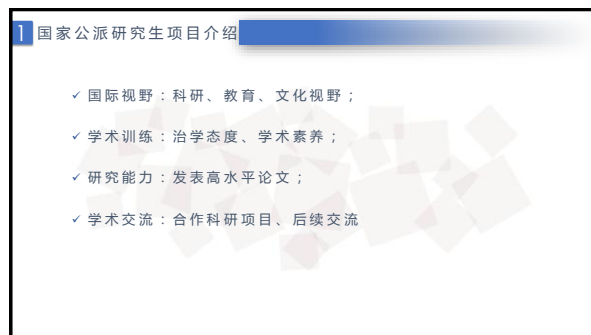 1 国家公派研究生项目介绍
✓ 国际视野：科研、教育、文化视野；
✓ 学术训练：治学态度、学术素养；
✓ 研究能力：发表高水平论文；
✓ 学术交流：合作科研项目、后续交流